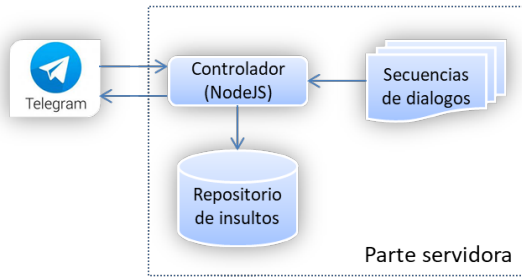 Telegram
Controlador
(NodeJS)
Secuencias
de dialogos
Repositorio
de insultos
Parte servidora